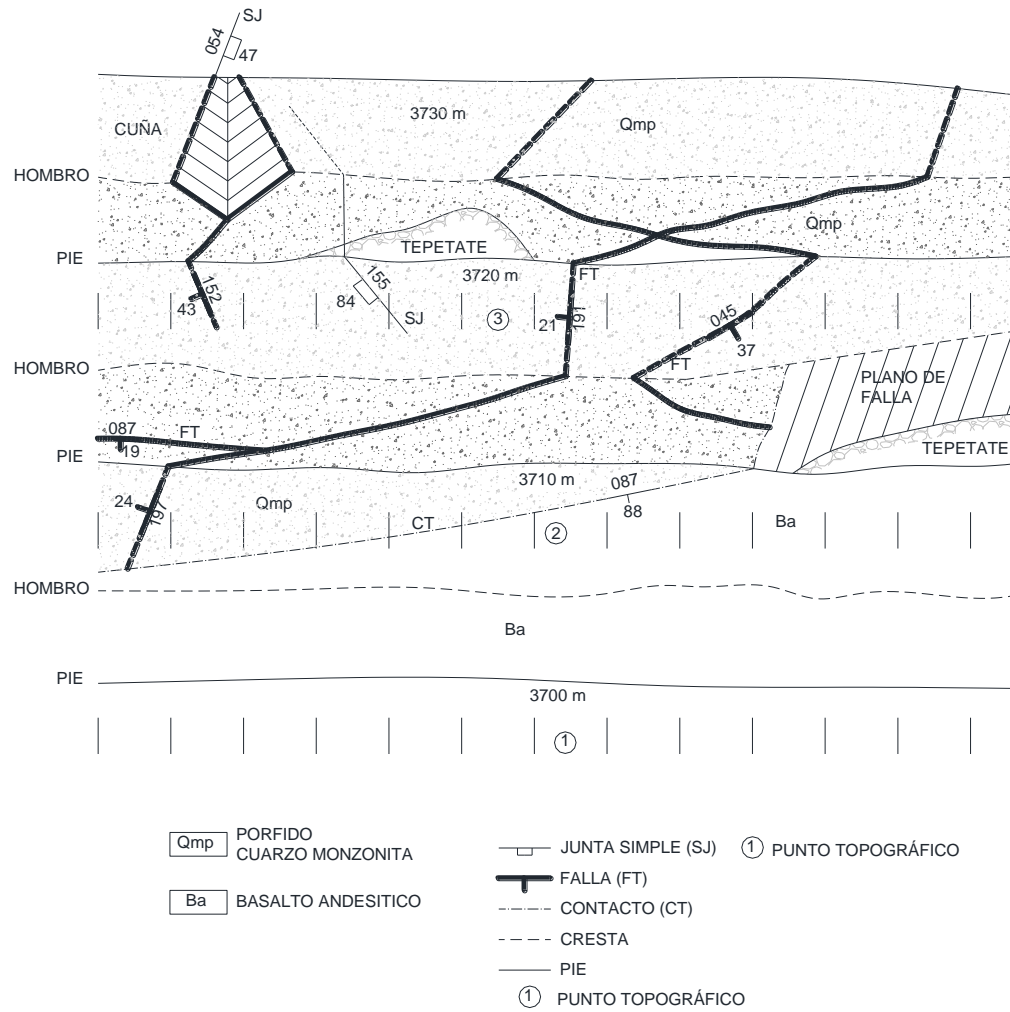 SJ
054
47
3730 m
Qmp
CUÑA
HOMBRO
Qmp
TEPETATE
PIE
3720 m
FT
152
43
155
84
SJ
3
21
191
045
37
FT
HOMBRO
PLANO DE
FALLA
087
FT
19
PIE
TEPETATE
3710 m
087
88
24
197
Qmp
CT
2
Ba
HOMBRO
Ba
PIE
3700 m
1
Qmp
PORFIDO
CUARZO MONZONITA
Ba
BASALTO ANDESITICO
JUNTA SIMPLE (SJ)
FALLA (FT)
CONTACTO (CT)
CRESTA
PIE
1 PUNTO TOPOGRÁFICO
1 PUNTO TOPOGRÁFICO